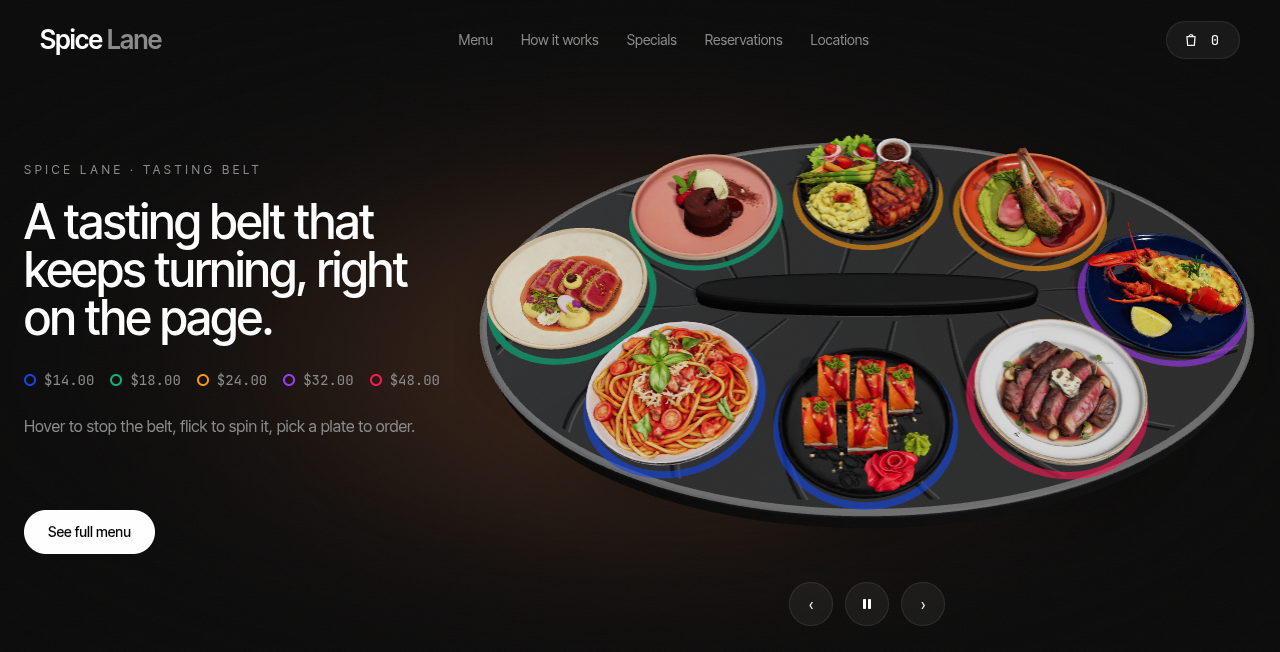 Spice Lane
Menu
How it works
Specials
Reservations
Locations
0
SPICE LANE · TASTING BELT
A tasting belt that
keeps turning, right
on the page.
$14.00 $18.00 $24.00 $32.00 $48.00
Hover to stop the belt, flick to spin it, pick a plate to order.
See full menu